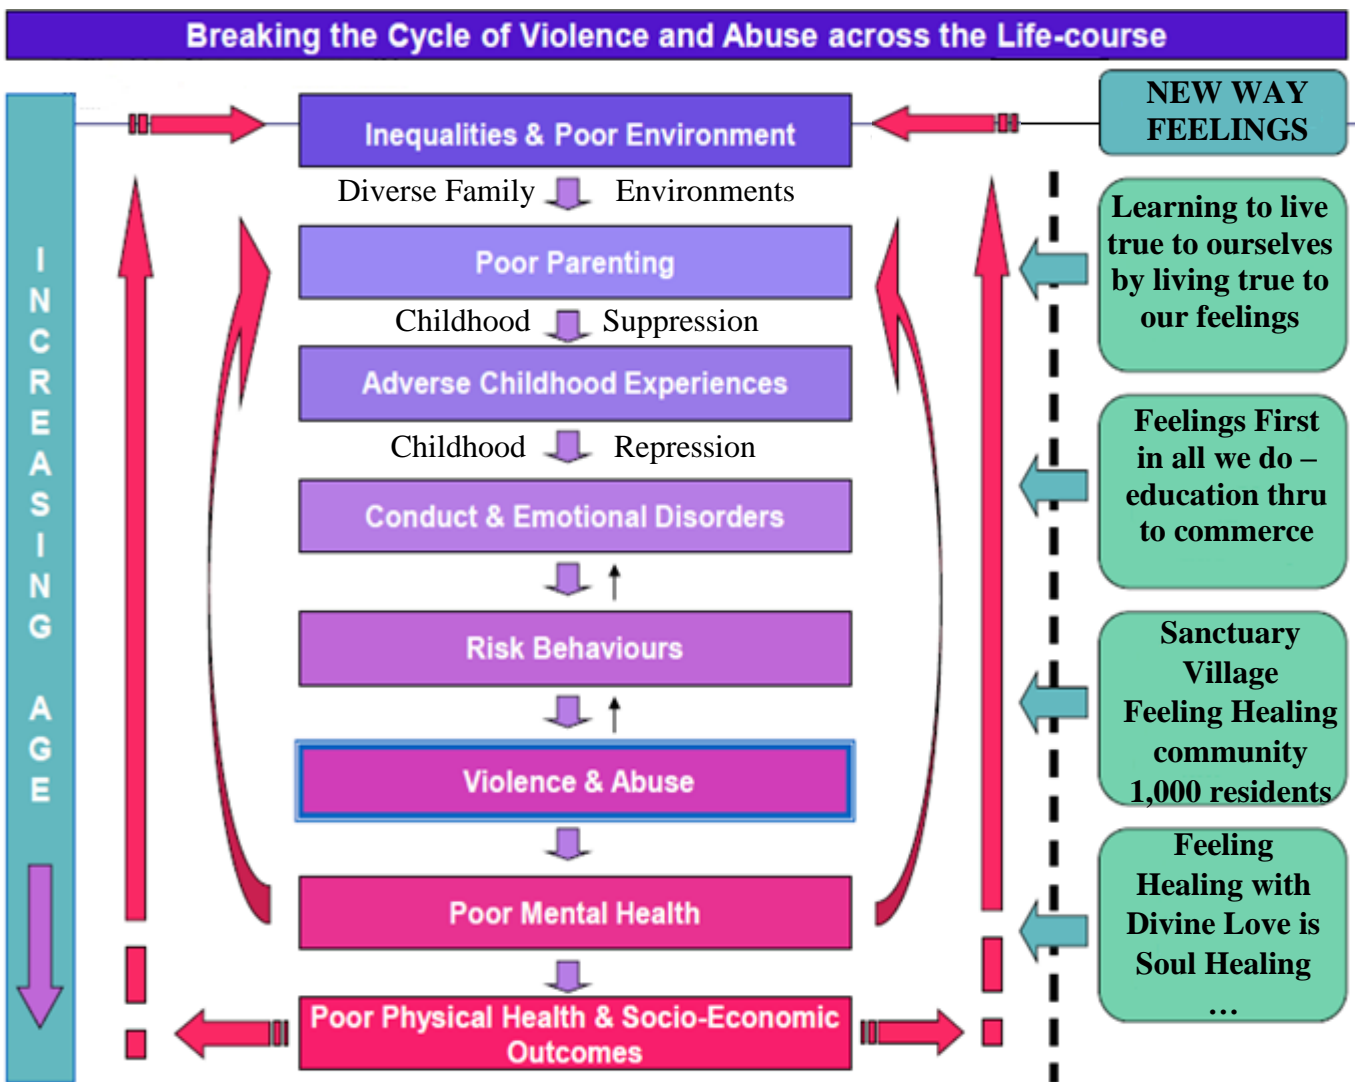 Breaking the Cycle of Violence and Abuse across the Life-course
INCREASING AGE
Inequalities & Poor Environment
Diverse Family Environments
Poor Parenting
Childhood Suppression
Adverse Childhood Experiences
Childhood Repression
Conduct & Emotional Disorders
Risk Behaviours
Violence & Abuse
Poor Mental Health
Poor Physical Health & Socio-Economic
Outcomes
NEW WAY
FEELINGS
Learning to live
true to ourselves
by living true to
our feelings
Feelings First
in all we do –
education thru
to commerce
Sanctuary
Village
Feeling Healing
community
1,000 residents
Feeling
Healing with
Divine Love is
Soul Healing
…